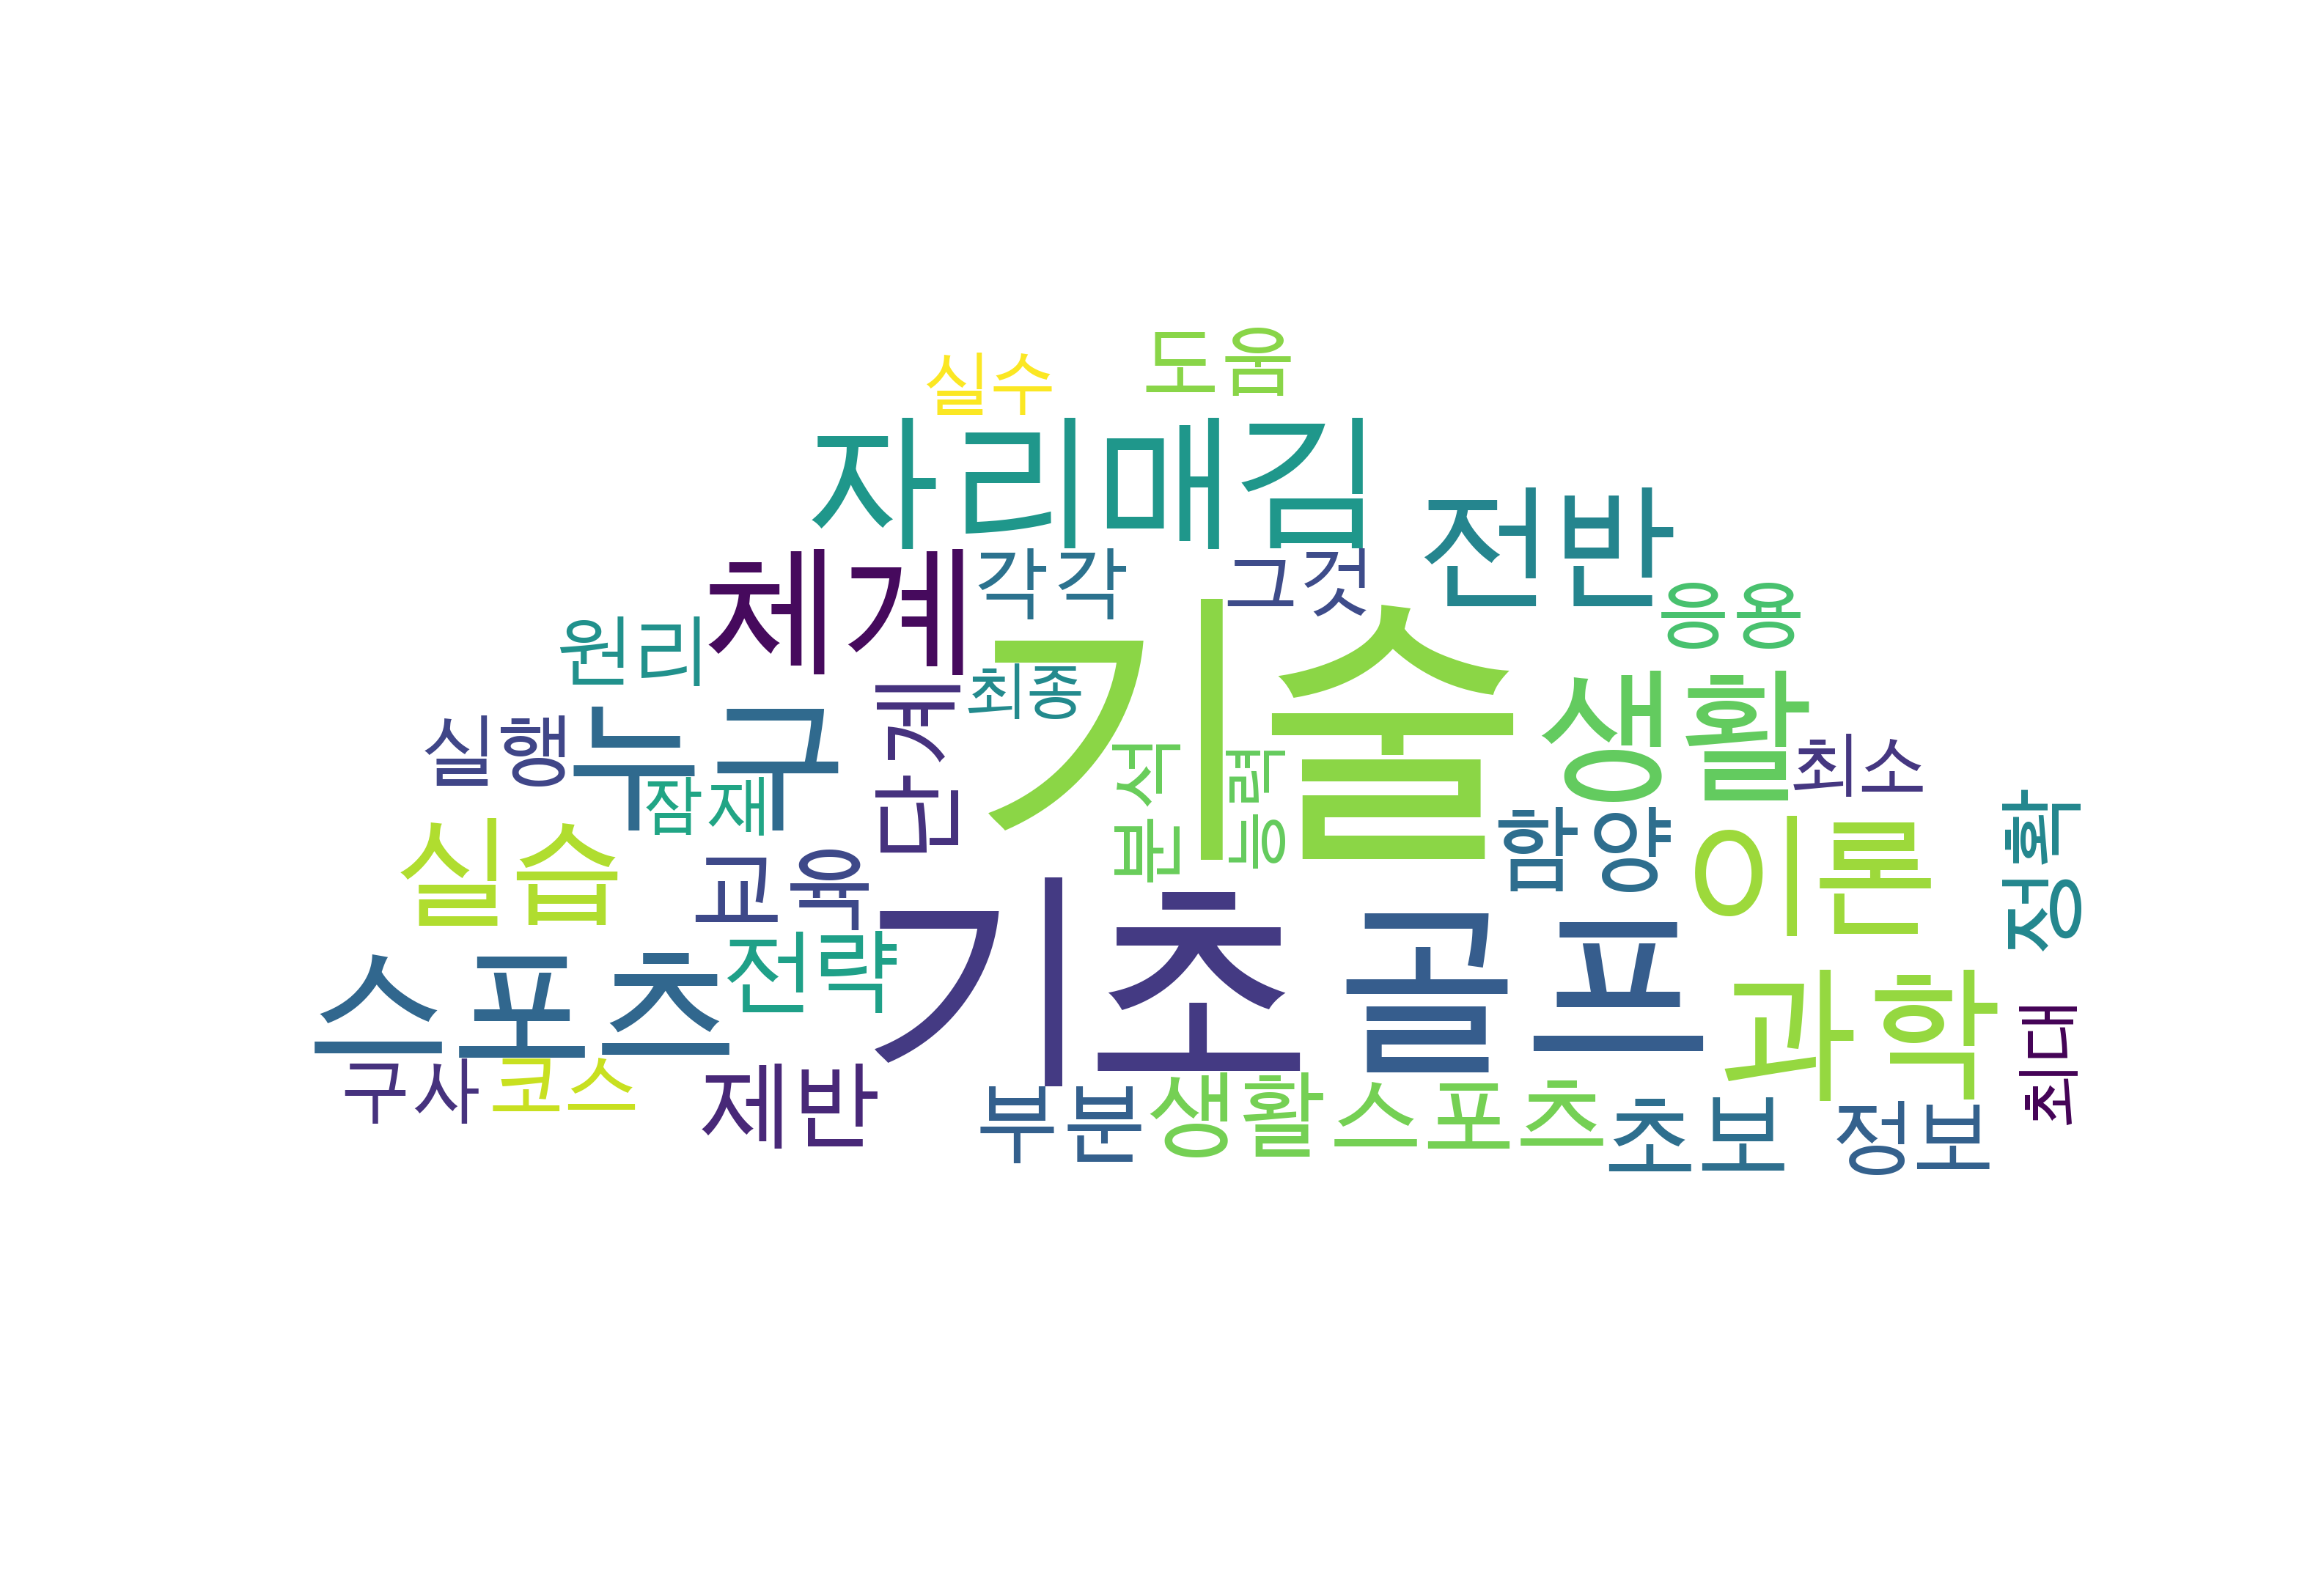 도움
실수
자리매김
전반
체계
각각
그것
응용
원리
기술
최종
생활
실행
누구
단계
최소
잠재
분석
능력
함양
이론
정확
실습
교육
전략
기초
골프
스포츠
과학
최대
구사
코스
제반
부분
생활스포츠
초보
정보